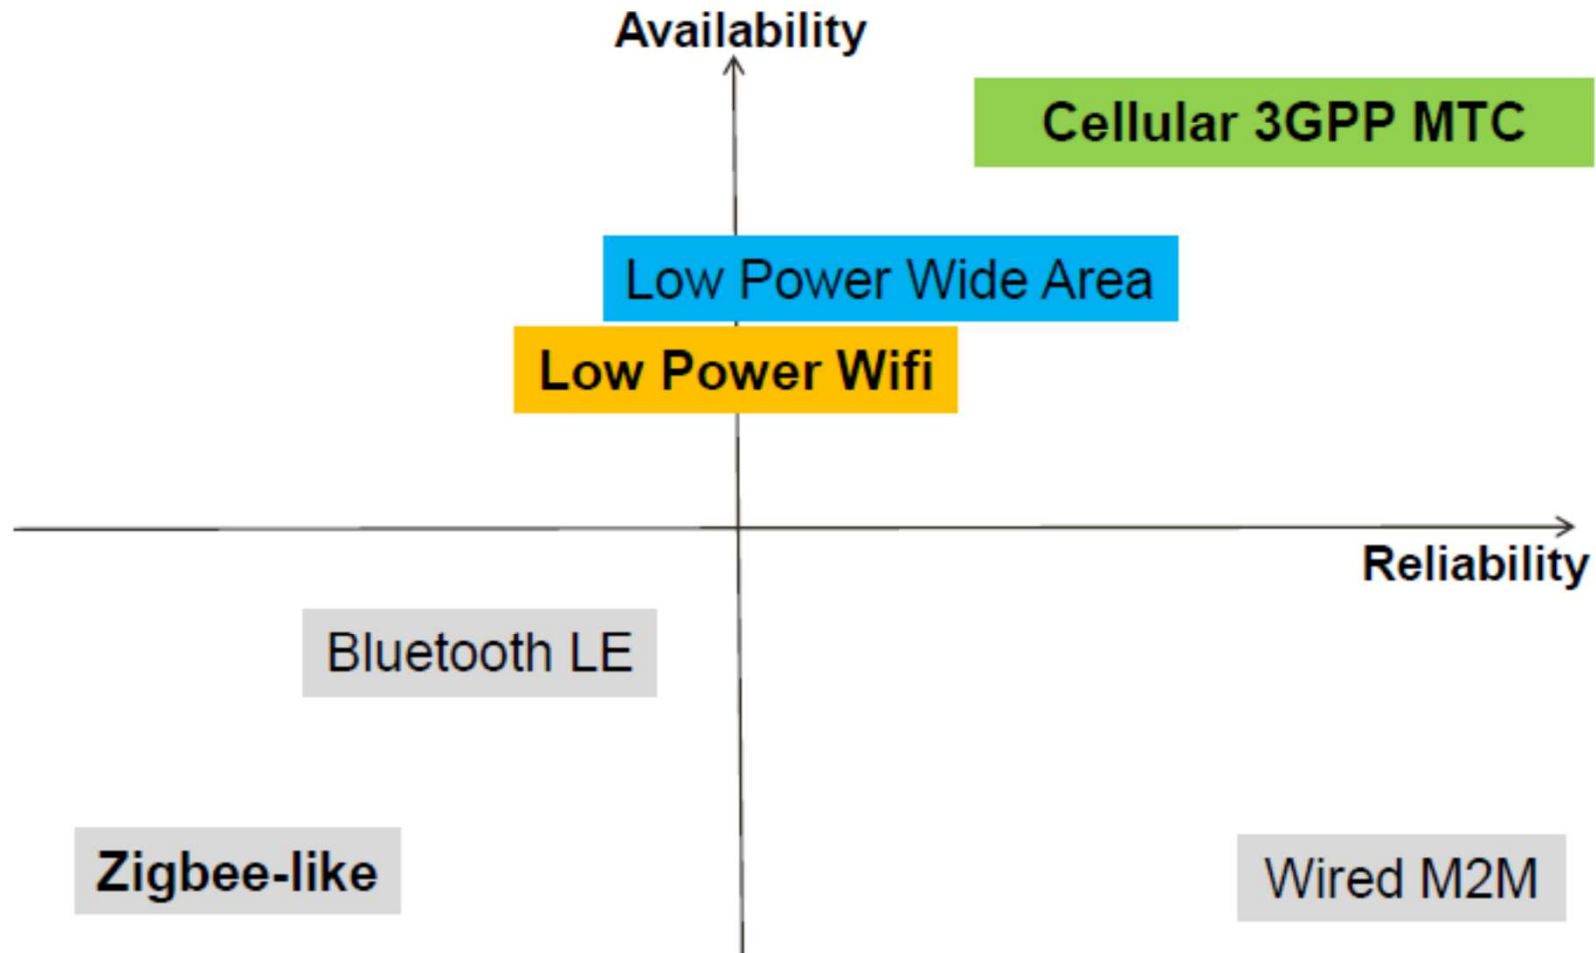 Availability
Cellular 3GPP MTC
Low Power Wide Area
Low Power Wifi
Reliability
Bluetooth LE
Zigbee-like
Wired M2M